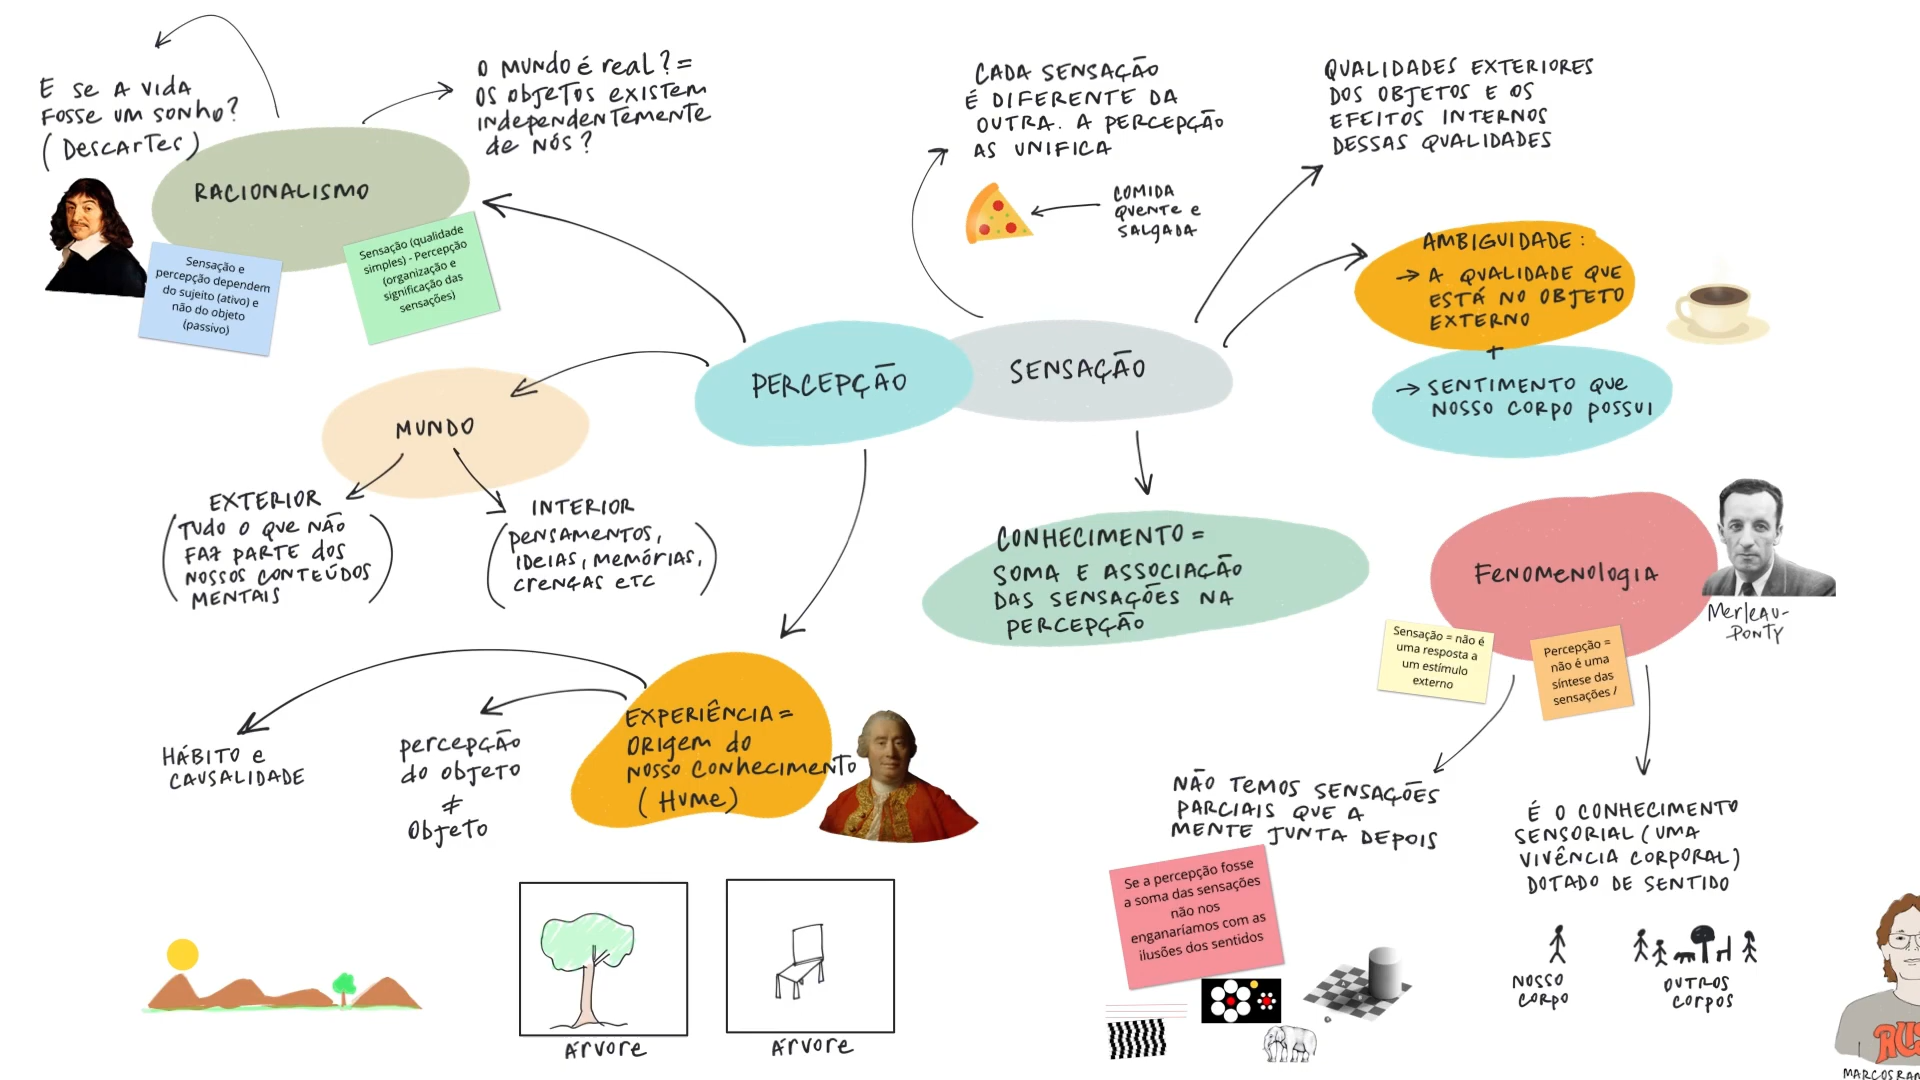 E SE A VIDA
FOSSE UM SONHO?
(DESCARTES)
O MUNDO é real? =
OS objetos existem
independentemente
de NÓS?
RACIONALISMO
Sensação e
percepção dependem
do sujeito (ativo) e
não do objeto
(passivo)
Sensação (qualidade
simples) - Percepção
(organização e
significação das
sensações)
CADA SENSAÇÃO
É DIFERENTE DA
OUTRA. A PERCEPÇÃO
AS UNIFICA
COMIDA
QUENTE e
SALGADA
QUALIDADES EXTERIORES
DOS OBJETOS E OS
EFEITOS INTERNOS
DESSAS QUALIDADES
AMBIGUIDADE:
→ A QUALIDADE QUE
ESTÁ NO OBJETO
EXTERNO
+
→ SENTIMENTO QUE
NOSSO CORPO POSSUI
PERCEPÇÃO
SENSAÇÃO
MUNDO
EXTERIOR
(TUDO O QUE NÃO
FAZ PARTE DOS
NOSSOS CONTEÚDOS
MENTAIS)
INTERIOR
(PENSAMENTOS,
IDEIAS, MEMÓRIAS,
CRENÇAS ETC)
CONHECIMENTO =
SOMA E ASSOCIAÇÃO
DAS SENSAÇÕES NA
PERCEPÇÃO
Fenomenologia
Merleau-
Ponty
Sensação = não é
uma resposta a
um estímulo
externo
Percepção =
não é uma
síntese das
sensações /
EXPERIÊNCIA =
ORIGEM do
NOSSO CONhecimento
(Hume)
HÁBITO e
CAUSALIDADE
percepção
do objeto
≠
Objeto
NÃO TEMOS SENSAÇÕES
PARCIAIS QUE A
MENTE JUNTA DEPOIS
É O CONHECIMENTO
SENSORIAL (UMA
VIVÊNCIA CORPORAL)
DOTADO DE SENTIDO
Se a percepção fosse
a soma das sensações
não nos
enganaríamos com as
ilusões dos sentidos
NOSSO
CORPO
OUTROS
CORPOS
ÁRVORE
ÁRVORE